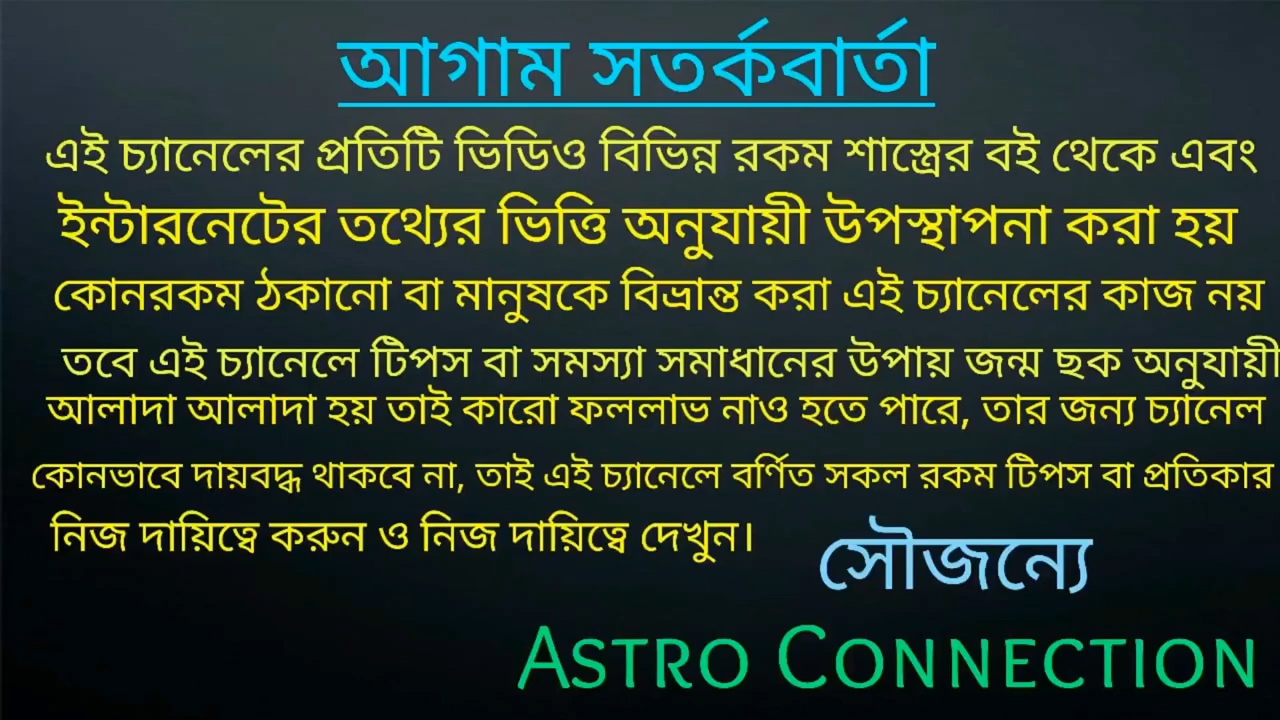 আগাম সতর্কবার্তা
এই চ্যানেলের প্রতিটি ভিডিও বিভিন্ন রকম শাস্ত্রের বই থেকে এবং
ইন্টারনেটের তথ্যের ভিত্তি অনুযায়ী উপস্থাপনা করা হয়
কোনরকম ঠকানো বা মানুষকে বিভ্রান্ত করা এই চ্যানেলের কাজ নয়
তবে এই চ্যানেলে টিপস বা সমস্যা সমাধানের উপায় জন্ম ছক অনুযায়ী
আলাদা আলাদা হয় তাই কারো ফললাভ নাও হতে পারে, তার জন্য চ্যানেল
কোনভাবে দায়বদ্ধ থাকবে না, তাই এই চ্যানেলে বর্ণিত সকল রকম টিপস বা প্রতিকার
নিজ দায়িত্বে করুন ও নিজ দায়িত্বে দেখুন।
সৌজন্যে
ASTRO CONNECTION